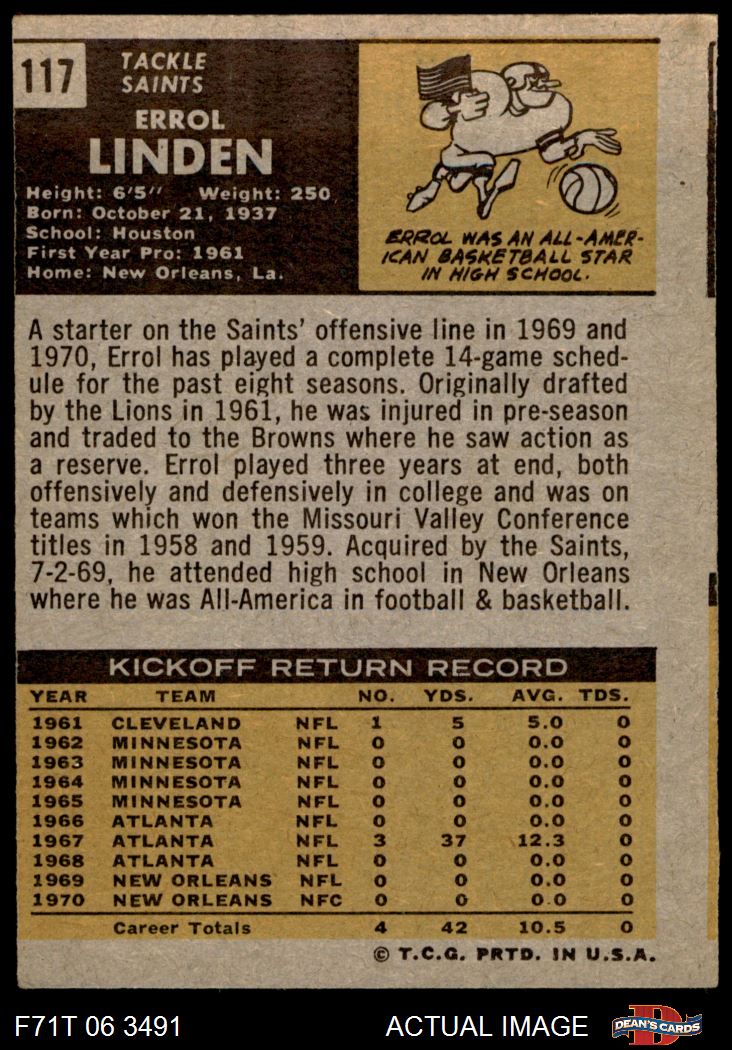 117
TACKLE
SAINTS
ERROL
LINDEN
Height: 6'5" Weight: 250
Born: October 21, 1937
School: Houston
First Year Pro: 1961
Home: New Orleans, La.
ERROL WAS AN ALL-AMER-
ICAN BASKETBALL STAR
IN HIGH SCHOOL.
A starter on the Saints' offensive line in 1969 and
1970, Errol has played a complete 14-game sched-
ule for the past eight seasons. Originally drafted
by the Lions in 1961, he was injured in pre-season
and traded to the Browns where he saw action as
a reserve. Errol played three years at end, both
offensively and defensively in college and was on
teams which won the Missouri Valley Conference
titles in 1958 and 1959. Acquired by the Saints,
7-2-69, he attended high school in New Orleans
where he was All-America in football & basketball.
KICKOFF RETURN RECORD
YEAR TEAM NO. YDS. AVG. TDS.
1961 CLEVELAND NFL 1 5 5.0 0
1962 MINNESOTA NFL 0 0 0.0 0
1963 MINNESOTA NFL 0 0 0.0 0
1964 MINNESOTA NFL 0 0 0.0 0
1965 MINNESOTA NFL 0 0 0.0 0
1966 ATLANTA NFL 0 0 0.0 0
1967 ATLANTA NFL 3 37 12.3 0
1968 ATLANTA NFL 0 0 0.0 0
1969 NEW ORLEANS NFL 0 0 0.0 0
1970 NEW ORLEANS NFC 0 0 0.0 0
Career Totals 4 42 10.5 0
© T.C.G. PRTD. IN U.S.A.
F71T 06 3491 ACTUAL IMAGE
D
DEAN'S CARDS